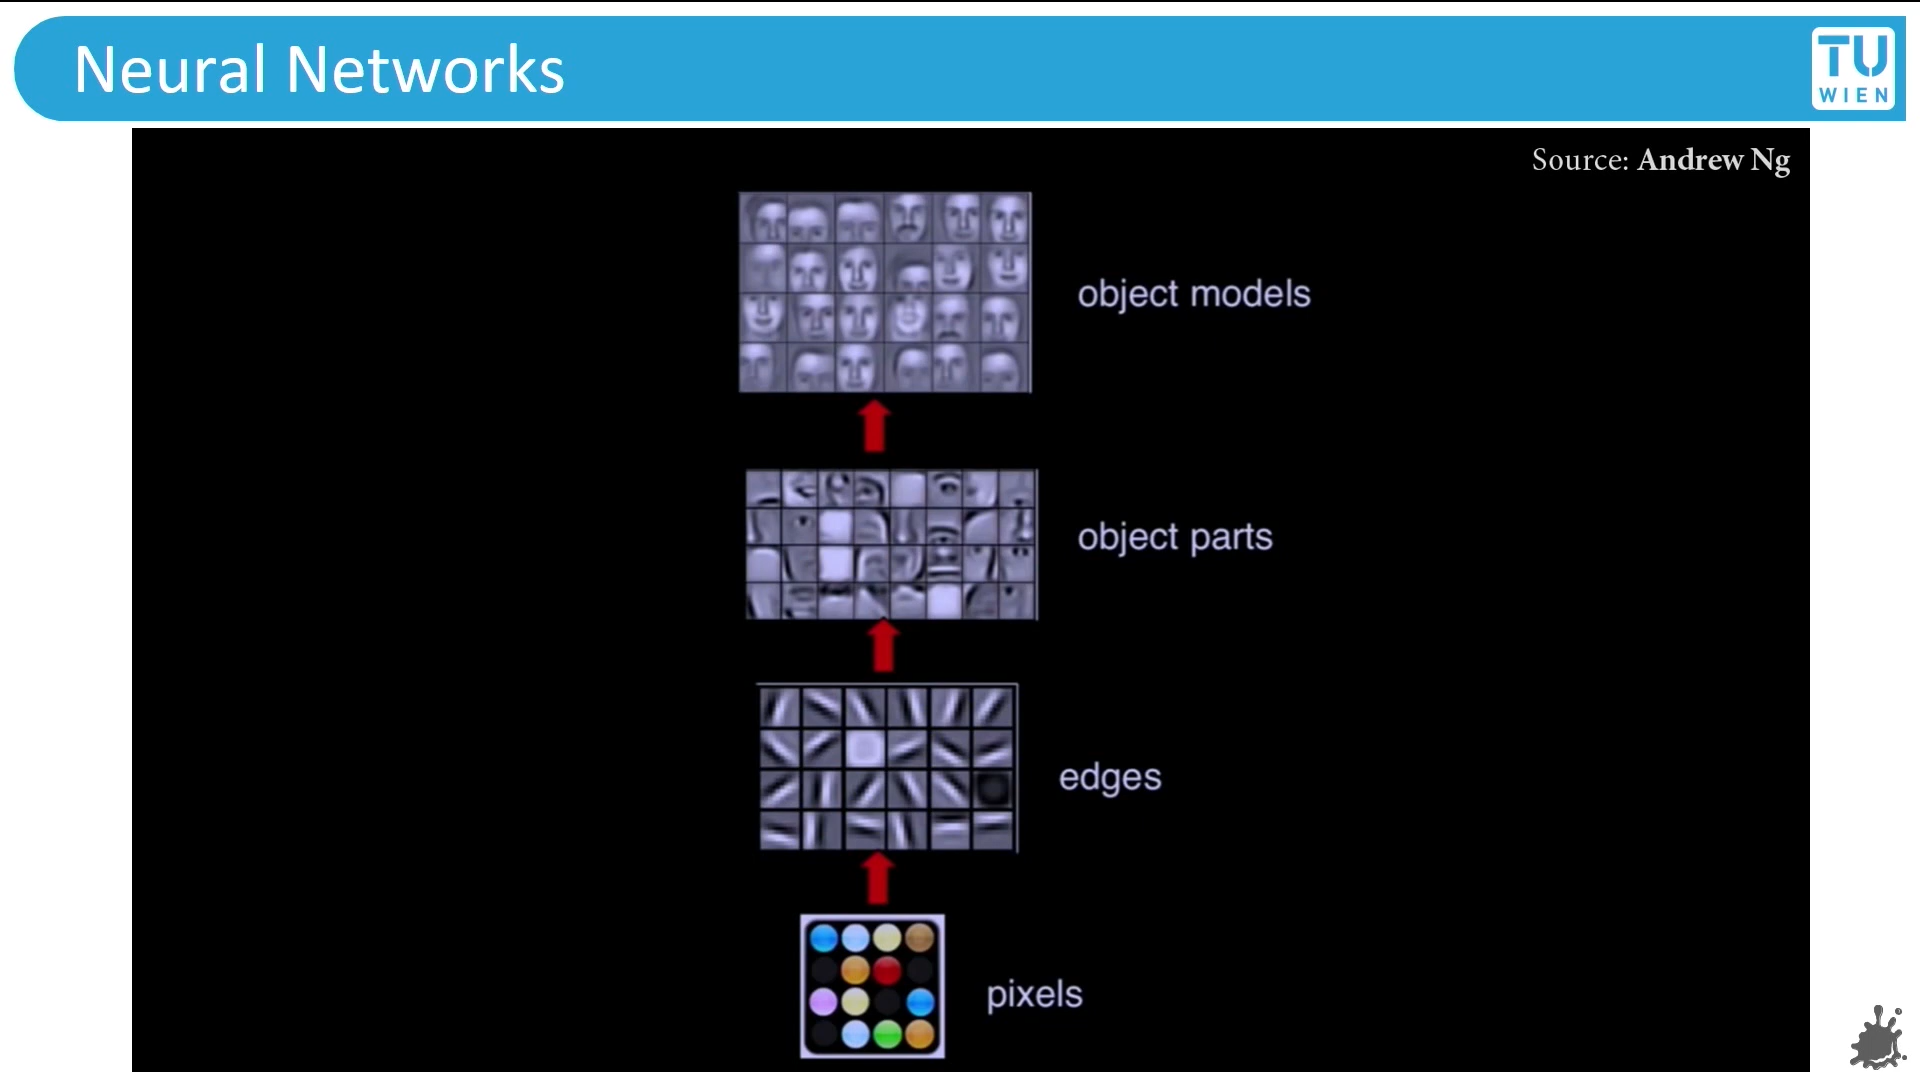 Neural Networks
TU
WIEN
Source: Andrew Ng
object models
object parts
edges
pixels